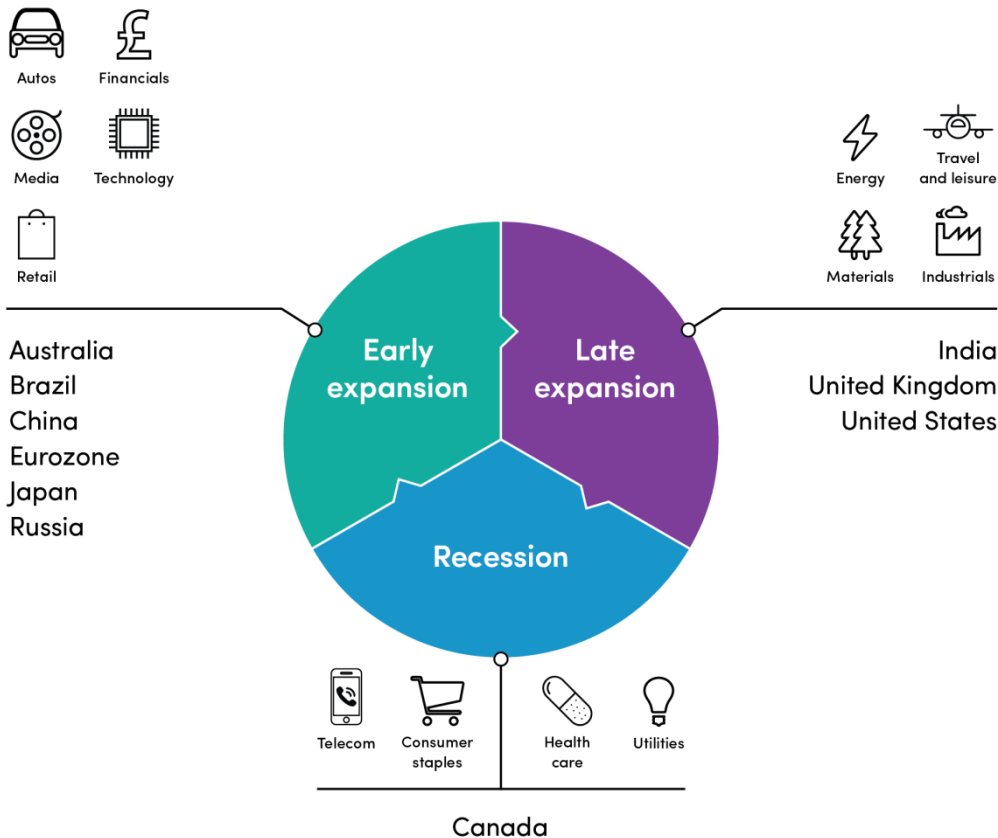 Autos
Financials
Media
Technology
Retail
Energy
Travel
and leisure
Materials
Industrials
Early
expansion
Late
expansion
Recession
Australia
Brazil
China
Eurozone
Japan
Russia
India
United Kingdom
United States
Telecom
Consumer
staples
Health
care
Utilities
Canada